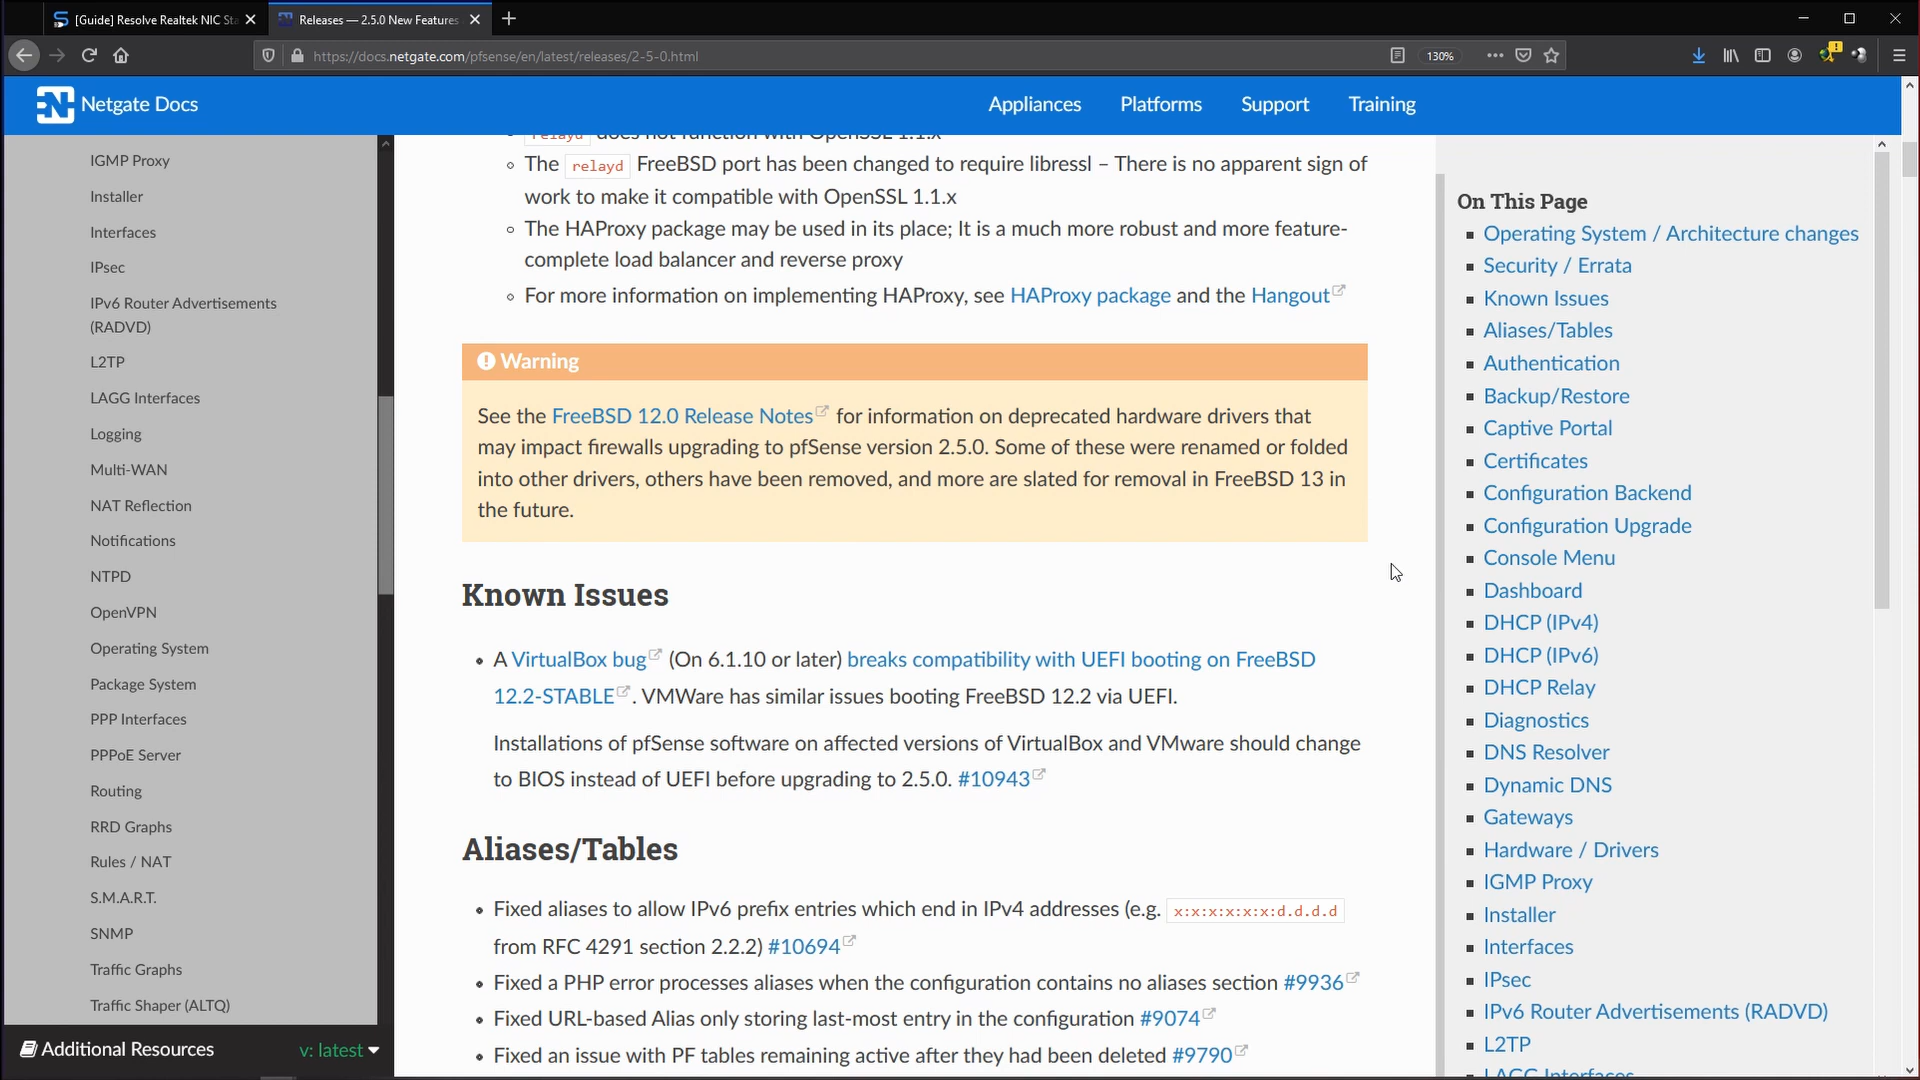 [Guide] Resolve Realtek NIC Sta
Releases — 2.5.0 New Features
https://docs.netgate.com/pfsense/en/latest/releases/2-5-0.html
130%
Netgate Docs
Appliances
Platforms
Support
Training
IGMP Proxy
Installer
Interfaces
IPsec
IPv6 Router Advertisements
(RADVD)
L2TP
LAGG Interfaces
Logging
Multi-WAN
NAT Reflection
Notifications
NTPD
OpenVPN
Operating System
Package System
PPP Interfaces
PPPoE Server
Routing
RRD Graphs
Rules / NAT
S.M.A.R.T.
SNMP
Traffic Graphs
Traffic Shaper (ALTQ)
Additional Resources
v: latest
relayd does not function with OpenSSL 1.1.x
The relayd FreeBSD port has been changed to require libressl – There is no apparent sign of
work to make it compatible with OpenSSL 1.1.x
The HAProxy package may be used in its place; It is a much more robust and more feature-
complete load balancer and reverse proxy
For more information on implementing HAProxy, see HAProxy package and the Hangout
Warning
See the FreeBSD 12.0 Release Notes for information on deprecated hardware drivers that
may impact firewalls upgrading to pfSense version 2.5.0. Some of these were renamed or folded
into other drivers, others have been removed, and more are slated for removal in FreeBSD 13 in
the future.
Known Issues
A VirtualBox bug (On 6.1.10 or later) breaks compatibility with UEFI booting on FreeBSD
12.2-STABLE . VMWare has similar issues booting FreeBSD 12.2 via UEFI.
Installations of pfSense software on affected versions of VirtualBox and VMware should change
to BIOS instead of UEFI before upgrading to 2.5.0. #10943
Aliases/Tables
Fixed aliases to allow IPv6 prefix entries which end in IPv4 addresses (e.g. x:x:x:x:x:x:d.d.d.d
from RFC 4291 section 2.2.2) #10694
Fixed a PHP error processes aliases when the configuration contains no aliases section #9936
Fixed URL-based Alias only storing last-most entry in the configuration #9074
Fixed an issue with PF tables remaining active after they had been deleted #9790
On This Page
Operating System / Architecture changes
Security / Errata
Known Issues
Aliases/Tables
Authentication
Backup/Restore
Captive Portal
Certificates
Configuration Backend
Configuration Upgrade
Console Menu
Dashboard
DHCP (IPv4)
DHCP (IPv6)
DHCP Relay
Diagnostics
DNS Resolver
Dynamic DNS
Gateways
Hardware / Drivers
IGMP Proxy
Installer
Interfaces
IPsec
IPv6 Router Advertisements (RADVD)
L2TP
LAGG Interfaces